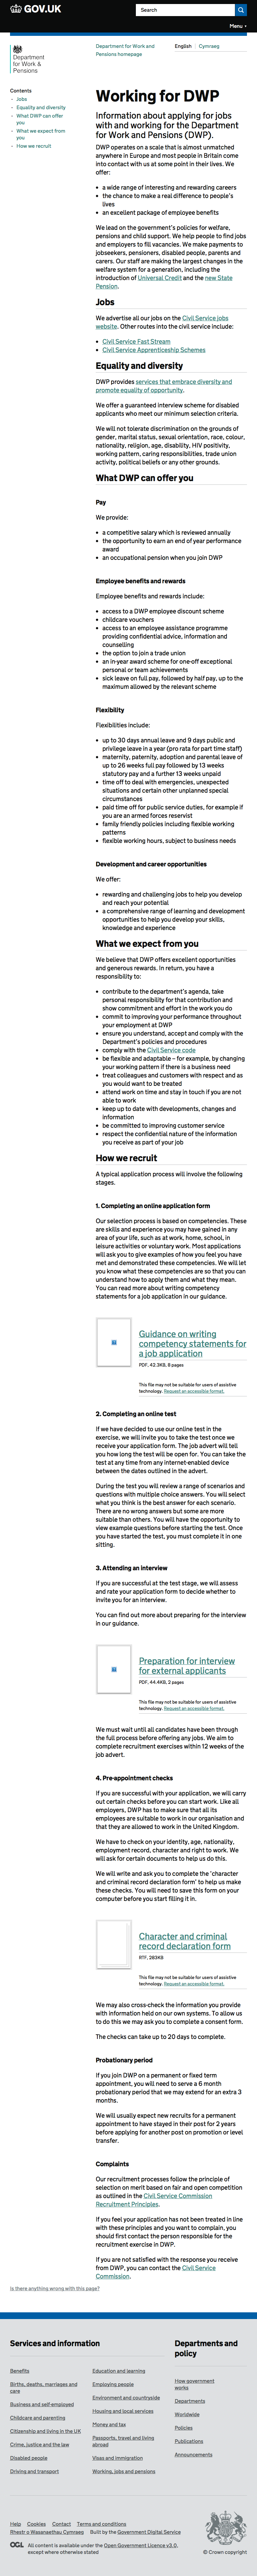 GOV.UK
Search
Menu
Department for Work and
Pensions homepage
English
Cymraeg
Department
for Work &
Pensions
Contents
Jobs
Equality and diversity
What DWP can offer
you
What we expect from
you
How we recruit
Working for DWP
Information about applying for jobs
with and working for the Department
for Work and Pensions (DWP).
DWP operates on a scale that is almost unmatched
anywhere in Europe and most people in Britain come
into contact with us at least one time in their lives. We
offer:
a wide range of interesting and rewarding careers
the chance to make a real difference to people's
lives
an excellent package of employee benefits
We lead on the government's policies for welfare,
pensions and child support. We help people to find jobs
and employers to fill vacancies. We make payments to
jobseekers, pensioners, disabled people, parents and
carers. Our staff are making some of the largest changes
in the welfare system for a generation, including the
introduction of Universal Credit and the new State
Pension.
Jobs
We advertise all our jobs on the Civil Service jobs
website. Other routes into the civil service include:
Civil Service Fast Stream
Civil Service Apprenticeship Schemes
Equality and diversity
DWP provides services that embrace diversity and
promote equality of opportunity.
We offer a guaranteed interview scheme for disabled
applicants who meet our minimum selection criteria.
We will not tolerate discrimination on the grounds of
gender, marital status, sexual orientation, race, colour,
nationality, religion, age, disability, HIV positivity,
working pattern, caring responsibilities, trade union
activity, political beliefs or any other grounds.
What DWP can offer you
Pay
We provide:
a competitive salary which is reviewed annually
the opportunity to earn an end of year performance
award
an occupational pension when you join DWP
Employee benefits and rewards
Employee benefits and rewards include:
access to a DWP employee discount scheme
childcare vouchers
access to an employee assistance programme
providing confidential advice, information and
counselling
the option to join a trade union
an in-year award scheme for one-off exceptional
personal or team achievements
sick leave on full pay, followed by half pay, up to the
maximum allowed by the relevant scheme
Flexibility
Flexibilities include:
up to 30 days annual leave and 9 days public and
privilege leave in a year (pro rata for part time staff)
maternity, paternity, adoption and parental leave of
up to 26 weeks full pay followed by 13 weeks
statutory pay and a further 13 weeks unpaid
time off to deal with emergencies, unexpected
situations and certain other unplanned special
circumstances
paid time off for public service duties, for example if
you are an armed forces reservist
family friendly policies including flexible working
patterns
flexible working hours, subject to business needs
Development and career opportunities
We offer:
rewarding and challenging jobs to help you develop
and reach your potential
a comprehensive range of learning and development
opportunities to help you develop your skills,
knowledge and experience
What we expect from you
We believe that DWP offers excellent opportunities
and generous rewards. In return, you have a
responsibility to:
contribute to the department's agenda, take
personal responsibility for their contribution and
show commitment and effort in the work you do
commit to improving your performance throughout
your employment at DWP
ensure you understand, accept and comply with the
Department's policies and procedures
comply with the Civil Service code
be flexible and adaptable – for example, by changing
your working pattern if there is a business need
treat colleagues and customers with respect and as
you would want to be treated
attend work on time and stay in touch if you are not
able to work
keep up to date with developments, changes and
information
be committed to improving customer service
respect the confidential nature of the information
you receive as part of your job
How we recruit
A typical application process will involve the following
stages.
1. Completing an online application form
Our selection process is based on competencies. These
are skills and experience you may have gained in any
area of your life, such as at work, home, school, in
leisure activities or voluntary work. Most applications
will ask you to give examples of how you feel you have
met and demonstrated these competencies. We will let
you know what these competencies are so that you can
understand how to apply them and why they matter.
You can read more about writing competency
statements for a job application in our guidance.
Guidance on writing
competency statements for
a job application
PDF, 42.3KB, 8 pages
This file may not be suitable for users of assistive
technology. Request an accessible format.
2. Completing an online test
If we have decided to use our online test in the
exercise, we will invite you to take the test once we
receive your application form. The job advert will tell
you how long the test will be open for. You can take the
test at any time from any internet-enabled device
between the dates outlined in the advert.
During the test you will review a range of scenarios and
questions with multiple choice answers. You will select
what you think is the best answer for each scenario.
There are no wrong answers but some are more
suitable than others. You will have the opportunity to
view example questions before starting the test. Once
you have started the test, you must complete it in one
sitting.
3. Attending an interview
If you are successful at the test stage, we will assess
and rate your application to decide whether to invite
you for an interview.
You can find out more about preparing for the interview
in our guidance.
Preparation for interview
for external applicants
PDF, 44.4KB, 2 pages
This file may not be suitable for users of assistive
technology. Request an accessible format.
We must wait until all candidates have been through
the full process before offering any jobs. We aim to
complete recruitment exercises within 12 weeks of the
job advert.
4. Pre-appointment checks
If you are successful with your application, we will carry
out certain checks before you can start work. Like many
employers, DWP has to make sure that all its employees
are suitable to work in our organisation and that
they are allowed to work in the United Kingdom.
We have to check on your identity, age, nationality,
employment record, character and right to work. We
will ask for certain documents to help us do this.
We will write and ask you to complete the 'character
and criminal record declaration form' to help us make
these checks. You will need to save this form on your
computer before you start filling it in.
Character and criminal
record declaration form
RTF, 283KB
This file may not be suitable for users of assistive
technology. Request an accessible format.
We may also cross-check the information you provide
with information held on our own systems. In order to
do this we may ask you to complete a consent form.
The checks can take up to 20 days to complete.
Probationary period
If you join DWP on a permanent or fixed term
appointment, you will need to serve a 6 month
probationary period that we may extend for an extra 3
months.
We will usually expect new recruits for a permanent
appointment to stay in the same work and location for 2
years before applying for another post on promotion or
level transfer.
Complaints
Our recruitment processes follow the principle of
selection on merit based on fair and open competition
as outlined in the Civil Service Commission
Recruitment Principles.
If you feel your application has not been treated in line
with these principles and you want to complain, you
should first contact the vacancy holder responsible for
the recruitment exercise in DWP.
If you are not satisfied with the response you receive
from DWP, you can contact the Civil Service
Commission.
Is there anything wrong with this page?
Services and information
Benefits
Births, deaths, marriages and
care
Business and self-employed
Childcare and parenting
Citizenship and living in the UK
Crime, justice and the law
Disabled people
Driving and transport
Education and learning
Employing people
Environment and countryside
Housing and local services
Money and tax
Passports, travel and living
abroad
Visas and immigration
Working, jobs and pensions
Departments and
policy
How government
works
Departments
Worldwide
Policies
Publications
Announcements
Help Cookies Contact Terms and conditions
Rhestr o Wasanaethau Cymraeg Built by the Government Digital Service
OGL All content is available under the Open Government Licence v3.0,
except where otherwise stated
© Crown copyright